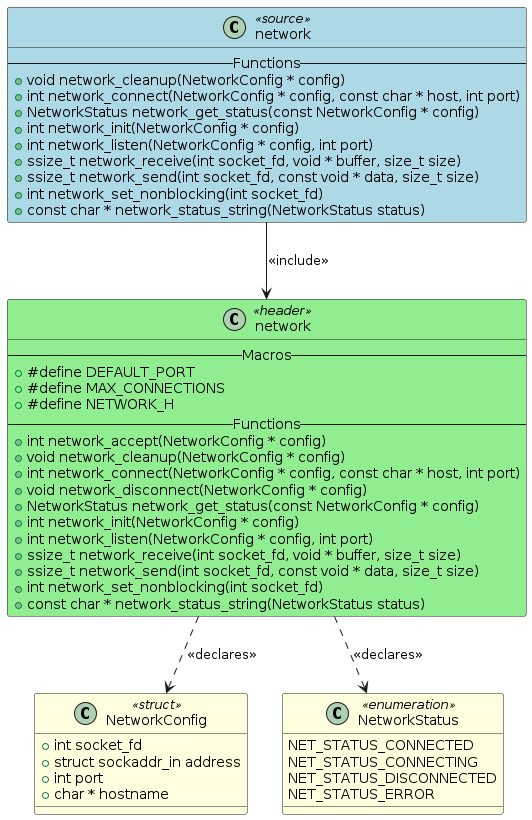 C
«source»
network
Functions
void network_cleanup(NetworkConfig * config)
int network_connect(NetworkConfig * config, const char * host, int port)
NetworkStatus network_get_status(const NetworkConfig * config)
int network_init(NetworkConfig * config)
int network_listen(NetworkConfig * config, int port)
ssize_t network_receive(int socket_fd, void * buffer, size_t size)
ssize_t network_send(int socket_fd, const void * data, size_t size)
int network_set_nonblocking(int socket_fd)
const char * network_status_string(NetworkStatus status)
«include»
C
«header»
network
Macros
#define DEFAULT_PORT
#define MAX_CONNECTIONS
#define NETWORK_H
Functions
int network_accept(NetworkConfig * config)
void network_cleanup(NetworkConfig * config)
int network_connect(NetworkConfig * config, const char * host, int port)
void network_disconnect(NetworkConfig * config)
NetworkStatus network_get_status(const NetworkConfig * config)
int network_init(NetworkConfig * config)
int network_listen(NetworkConfig * config, int port)
ssize_t network_receive(int socket_fd, void * buffer, size_t size)
ssize_t network_send(int socket_fd, const void * data, size_t size)
int network_set_nonblocking(int socket_fd)
const char * network_status_string(NetworkStatus status)
«declares»
«declares»
C
«struct»
NetworkConfig
int socket_fd
struct sockaddr_in address
int port
char * hostname
C
«enumeration»
NetworkStatus
NET_STATUS_CONNECTED
NET_STATUS_CONNECTING
NET_STATUS_DISCONNECTED
NET_STATUS_ERROR